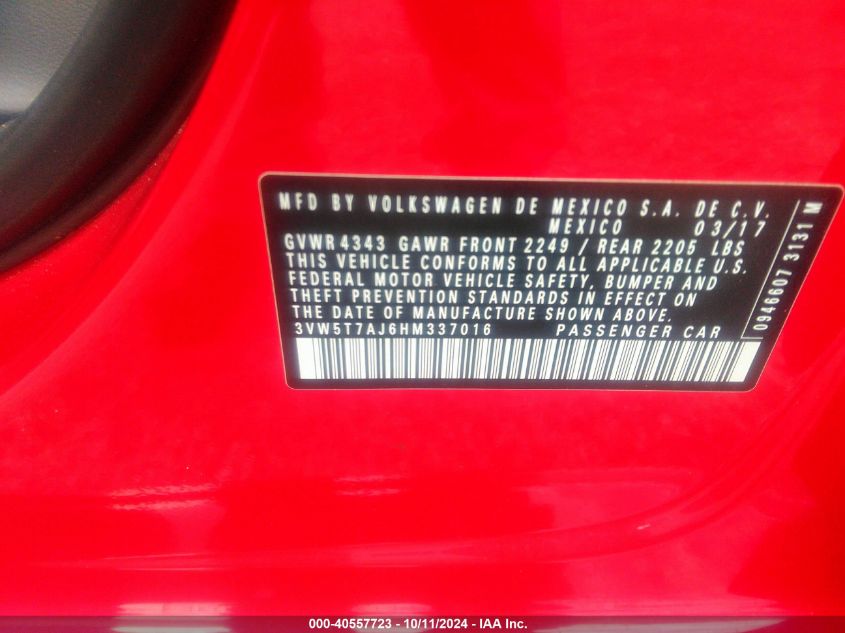 MFD BY VOLKSWAGEN DE MEXICO S.A. DE C.V.
MEXICO 03/17
GVWR 4343 GAWR FRONT 2249 / REAR 2205 LBS
THIS VEHICLE CONFORMS TO ALL APPLICABLE U.S.
FEDERAL MOTOR VEHICLE SAFETY, BUMPER AND
THEFT PREVENTION STANDARDS IN EFFECT ON
THE DATE OF MANUFACTURE SHOWN ABOVE.
3VW5T7AJ6HM337016 PASSENGER CAR
0946607 3131 M
000-40557723 - 10/11/2024 - IAA Inc.